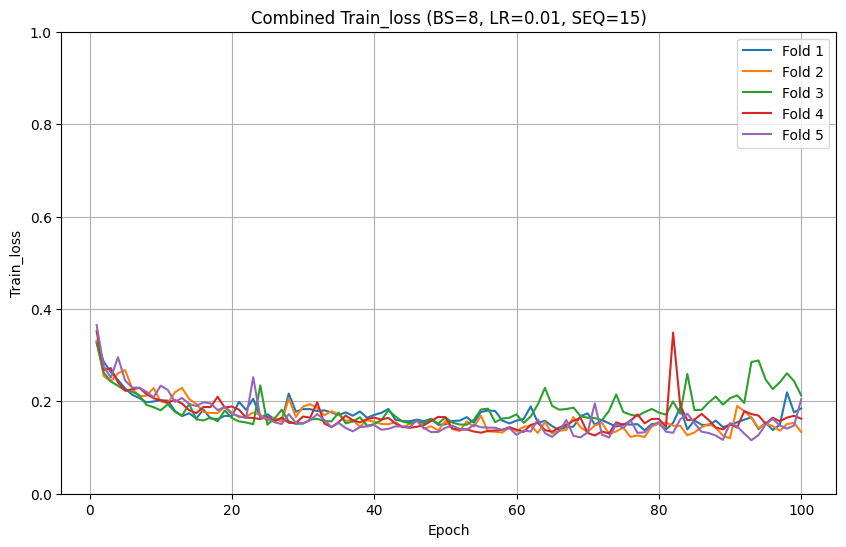 Combined Train_loss (BS=8, LR=0.01, SEQ=15)
1.0
0.8
0.6
0.4
0.2
0.0
Train_loss
Fold 1
Fold 2
Fold 3
Fold 4
Fold 5
0 20 40 60 80 100
Epoch